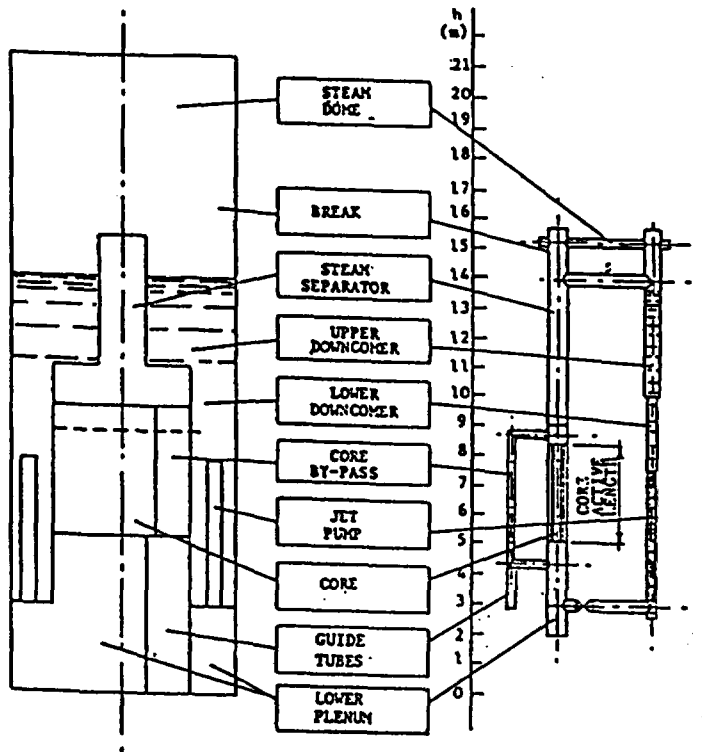 h
(m)
21
20
19
18
17
16
15
14
13
12
11
10
9
8
7
6
5
4
3
2
1
0
STEAM
DOME
BREAK
STEAM
SEPARATOR
UPPER
DOWNCOMER
LOWER
DOWNCOMER
CORE
BY-PASS
JET
PUMP
CORE
GUIDE
TUBES
LOWER
PLENUM
CORE
ACTIVE
LENGTH